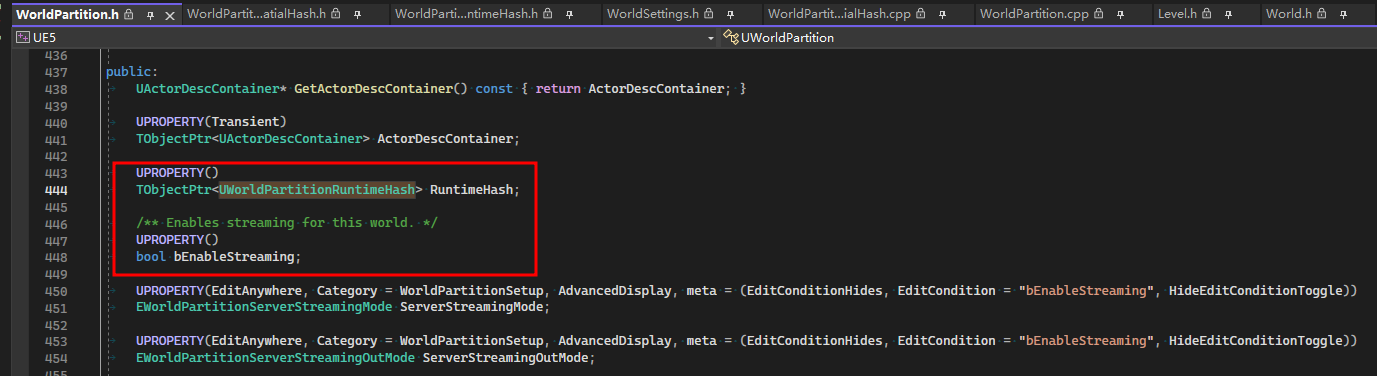 WorldPartition.h WorldPartit...atialHash.h WorldParti...ntimeHash.h WorldSettings.h WorldPartit...ialHash.cpp WorldPartition.cpp Level.h World.h
UE5 UWorldPartition
436
437 public:
438 UActorDescContainer* GetActorDescContainer() const { return ActorDescContainer; }
439
440 UPROPERTY(Transient)
441 TObjectPtr<UActorDescContainer> ActorDescContainer;
442
443 UPROPERTY()
444 TObjectPtr<UWorldPartitionRuntimeHash> RuntimeHash;
445
446 /** Enables streaming for this world. */
447 UPROPERTY()
448 bool bEnableStreaming;
449
450 UPROPERTY(EditAnywhere, Category = WorldPartitionSetup, AdvancedDisplay, meta = (EditConditionHides, EditCondition = "bEnableStreaming", HideEditConditionToggle))
451 EWorldPartitionServerStreamingMode ServerStreamingMode;
452
453 UPROPERTY(EditAnywhere, Category = WorldPartitionSetup, AdvancedDisplay, meta = (EditConditionHides, EditCondition = "bEnableStreaming", HideEditConditionToggle))
454 EWorldPartitionServerStreamingOutMode ServerStreamingOutMode;